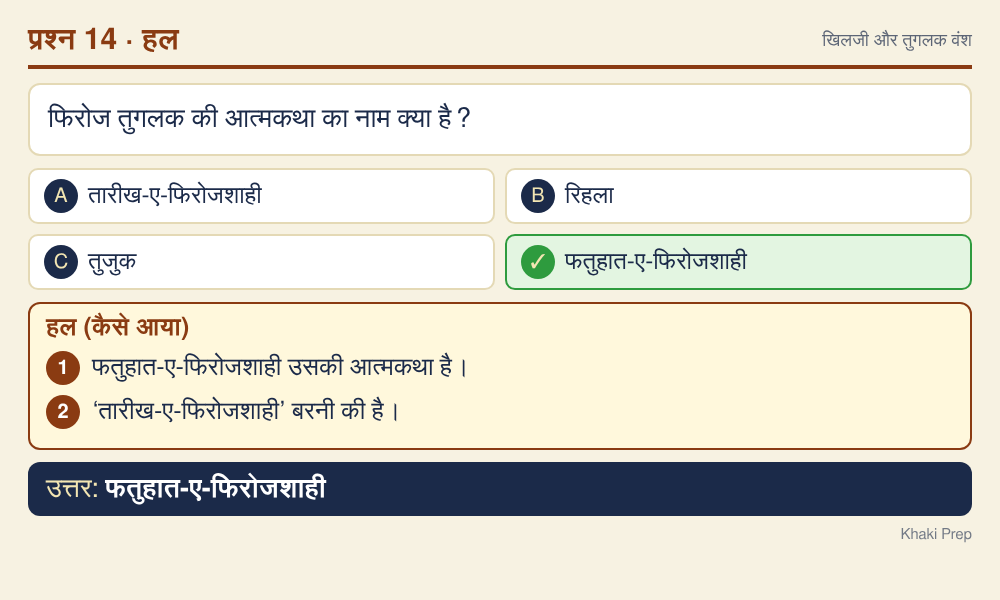 प्रश्न 14 · हल
खिलजी और तुगलक वंश
फिरोज तुगलक की आत्मकथा का नाम क्या है ?
A तारीख-ए-फिरोजशाही
B रिहला
C तुजुक
✓ फतुहात-ए-फिरोजशाही
हल (कैसे आया)
1 फतुहात-ए-फिरोजशाही उसकी आत्मकथा है ।
2 ‘तारीख-ए-फिरोजशाही’ बरनी की है ।
उत्तर: फतुहात-ए-फिरोजशाही
Khaki Prep